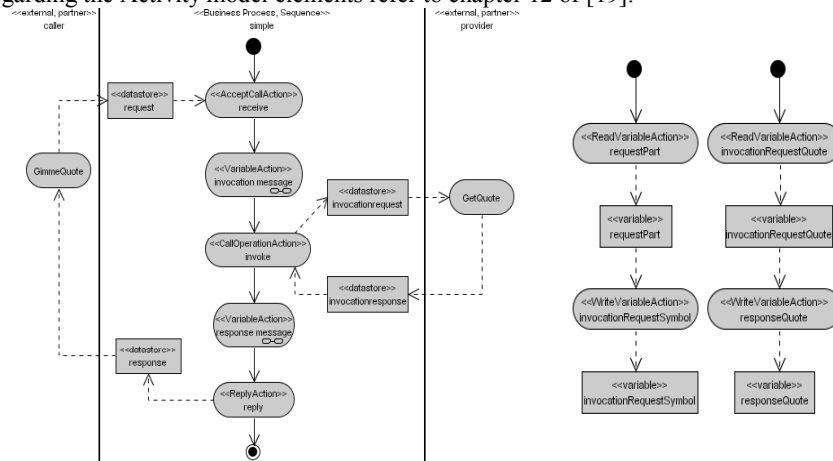 garding the Activity model elements refer to chapter 12 of [19].
<<external, partner>>
caller
<<Business Process, Sequence>>
simple
<<external, partner>>
provider
<<datastore>>
request
<<AcceptCallAction>>
receive
GimmeQuote
<<VariableAction>>
invocation message
<<datastore>>
invocationrequest
GetQuote
<<CallOperationAction>>
invoke
<<datastore>>
invocationresponse
<<VariableAction>>
response message
<<datastore>>
response
<<ReplyAction>>
reply
<<ReadVariableAction>>
requestPart
<<variable>>
requestPart
<<WriteVariableAction>>
invocationRequestSymbol
<<variable>>
invocationRequestSymbol
<<ReadVariableAction>>
invocationRequestQuote
<<variable>>
invocationRequestQuote
<<WriteVariableAction>>
responseQuote
<<variable>>
responseQuote